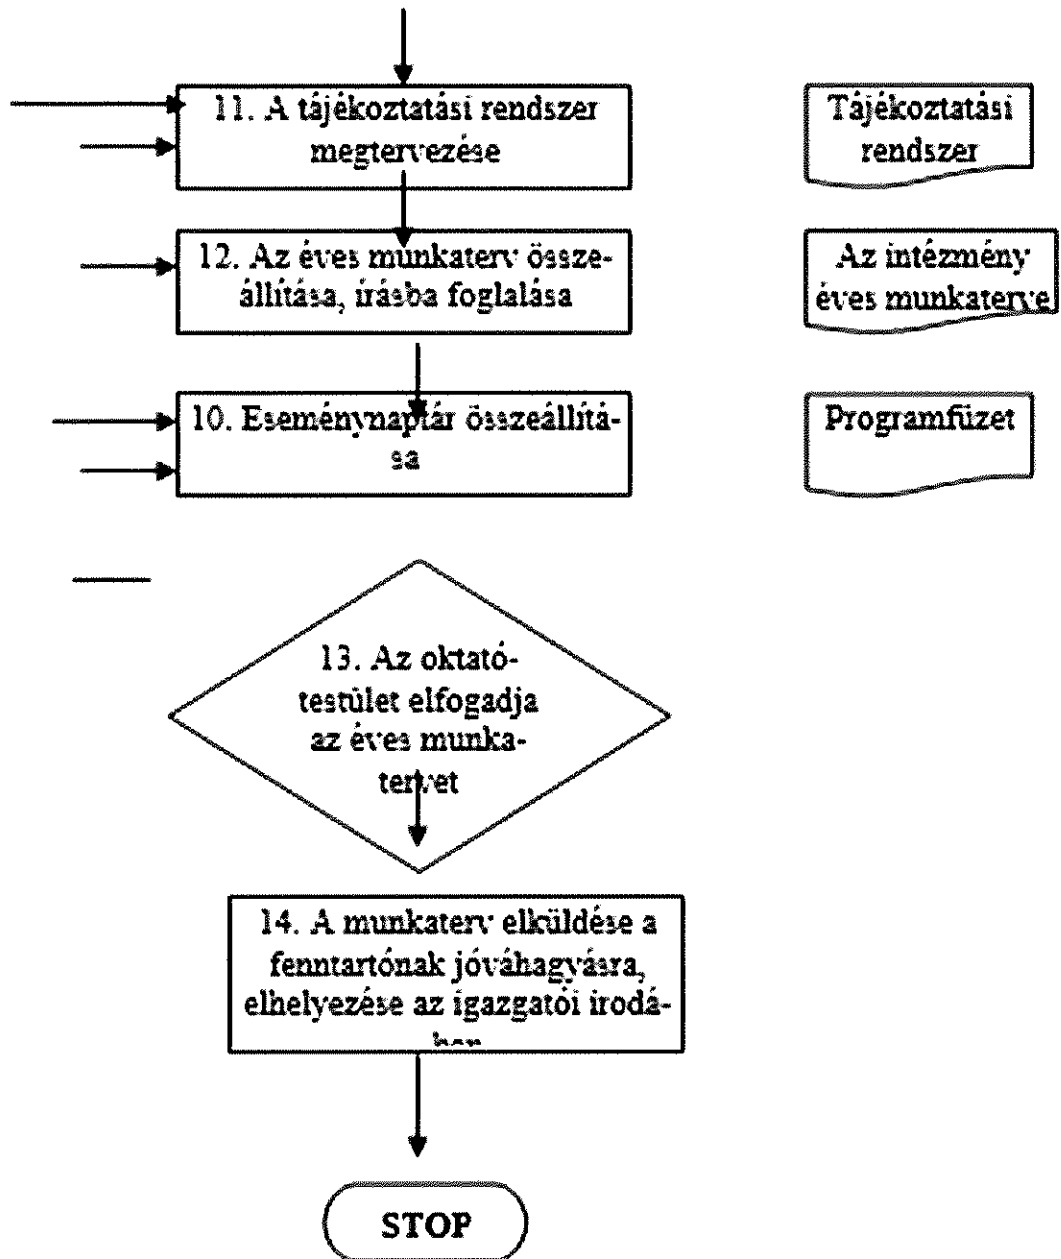 11. A tájékoztatási rendszer
megtervezése
Tájékoztatási
rendszer
12. Az éves munkaterv össze-
állítása, írásba foglalása
Az intézmény
éves munkaterve
10. Eseménynaptár összeállítá-
sa
Programfüzet
13. Az oktató-
testület elfogadja
az éves munka-
tervet
14. A munkaterv elküldése a
fenntartónak jóváhagyásra,
elhelyezése az igazgatói irodá-
STOP